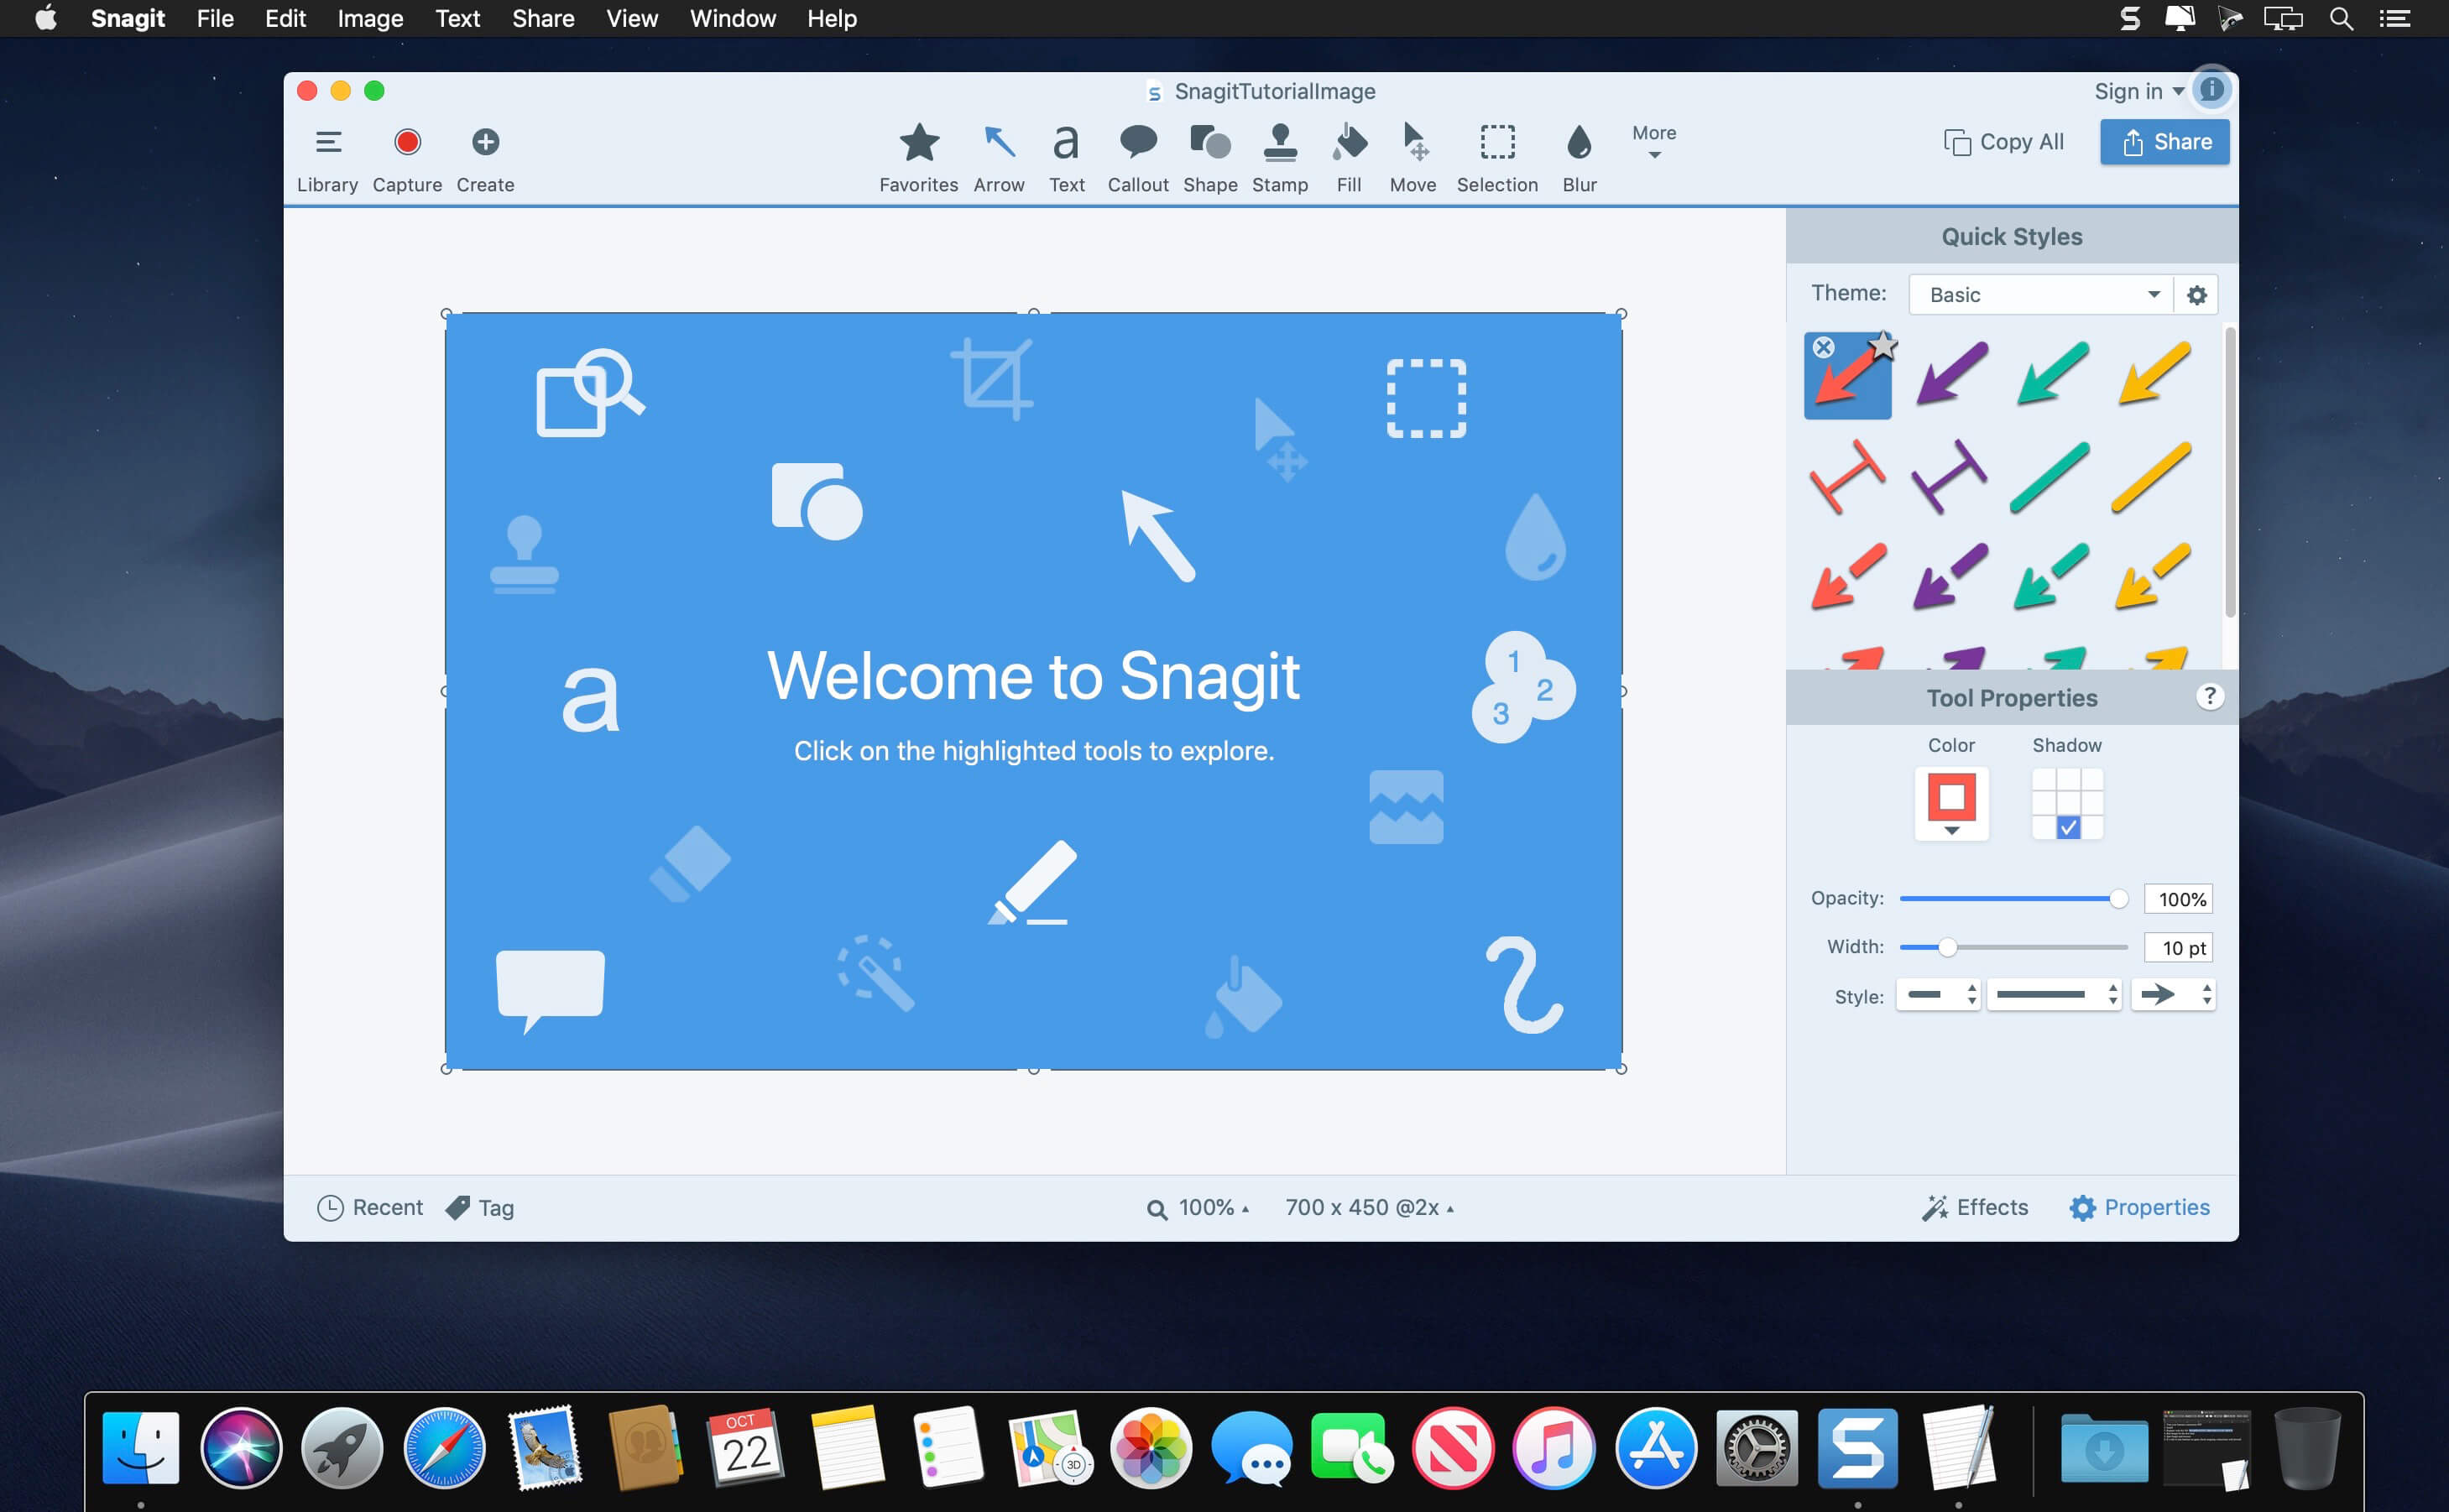 Snagit File Edit Image Text Share View Window Help
SnagitTutorialImage
Sign in
Library Capture Create
Favorites Arrow Text Callout Shape Stamp Fill Move Selection Blur
More
Copy All
Share
Quick Styles
Theme: Basic
Welcome to Snagit
Click on the highlighted tools to explore.
a
1
2
3
Tool Properties
?
Color Shadow
Opacity: 100%
Width: 10 pt
Style:
Recent Tag
100% 700 x 450 @2x
Effects Properties
OCT
22
3D